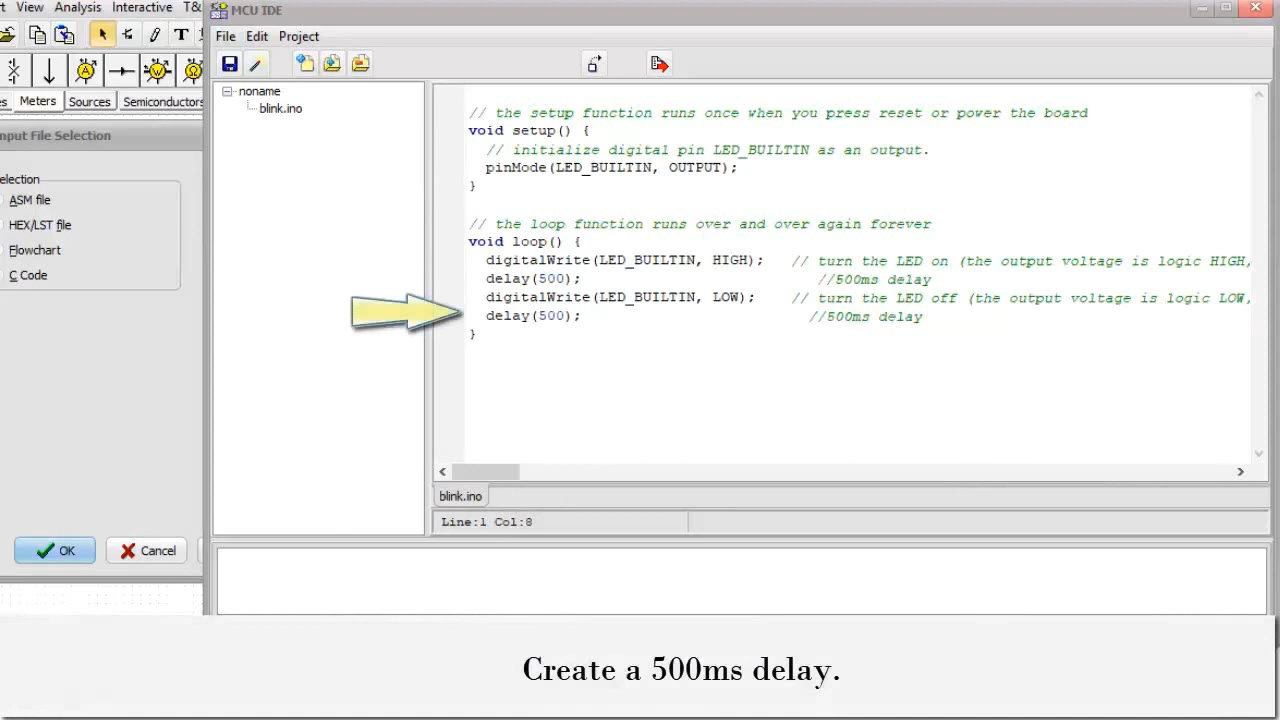 View Analysis Interactive T&
MCU IDE
File Edit Project
noname
blink.ino
Meters Sources Semiconductors
nput File Selection
election
ASM file
HEX/LST file
Flowchart
C Code
OK Cancel
// the setup function runs once when you press reset or power the board
void setup() {
// initialize digital pin LED_BUILTIN as an output.
pinMode(LED_BUILTIN, OUTPUT);
}
// the loop function runs over and over again forever
void loop() {
digitalWrite(LED_BUILTIN, HIGH); // turn the LED on (the output voltage is logic HIGH,
delay(500); //500ms delay
digitalWrite(LED_BUILTIN, LOW); // turn the LED off (the output voltage is logic LOW,
delay(500); //500ms delay
}
blink.ino
Line:1 Col:8
Create a 500ms delay.